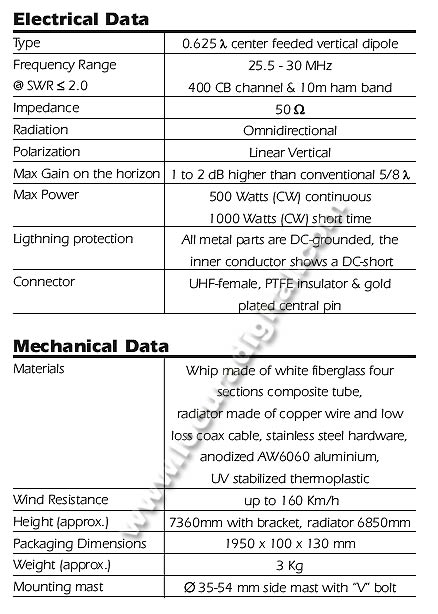 Electrical Data
Type 0.625 λ center feeded vertical dipole
Frequency Range 25.5 - 30 MHz
@ SWR ≤ 2.0 400 CB channel & 10m ham band
Impedance 50 Ω
Radiation Omnidirectional
Polarization Linear Vertical
Max Gain on the horizon 1 to 2 dB higher than conventional 5/8 λ
Max Power 500 Watts (CW) continuous
1000 Watts (CW) short time
Ligthning protection All metal parts are DC-grounded, the
inner conductor shows a DC-short
Connector UHF-female, PTFE insulator & gold
plated central pin
Mechanical Data
Materials Whip made of white fiberglass four
sections composite tube,
radiator made of copper wire and low
loss coax cable, stainless steel hardware,
anodized AW6060 aluminium,
UV stabilized thermoplastic
Wind Resistance up to 160 Km/h
Height (approx.) 7360mm with bracket, radiator 6850mm
Packaging Dimensions 1950 x 100 x 130 mm
Weight (approx.) 3 Kg
Mounting mast Ø 35-54 mm side mast with “V” bolt